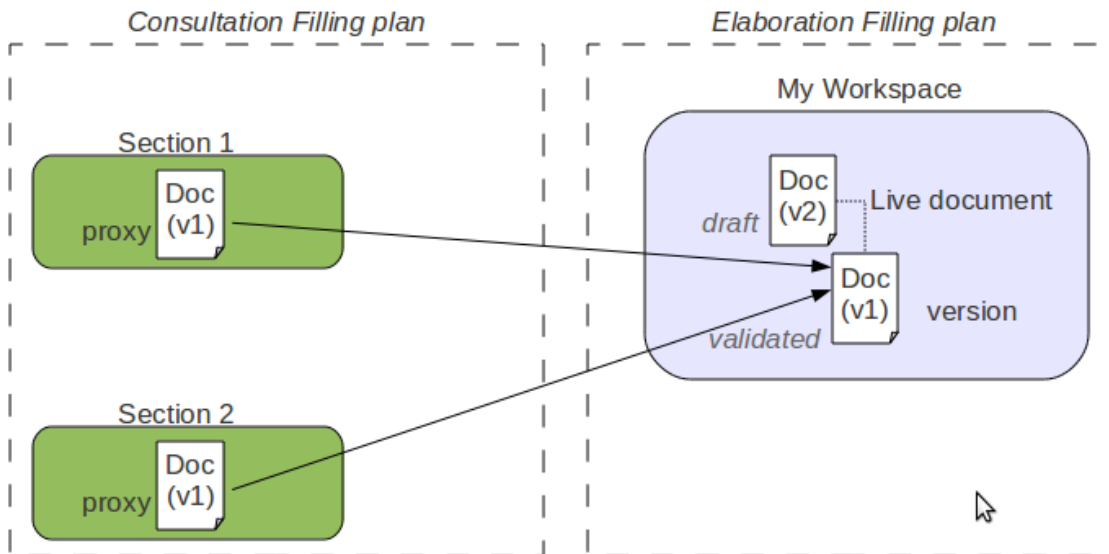 Consultation Filling plan
Elaboration Filling plan
My Workspace
Section 1
Doc
(v1)
proxy
Doc
(v2)
draft
Live document
Doc
(v1)
version
validated
Section 2
Doc
(v1)
proxy